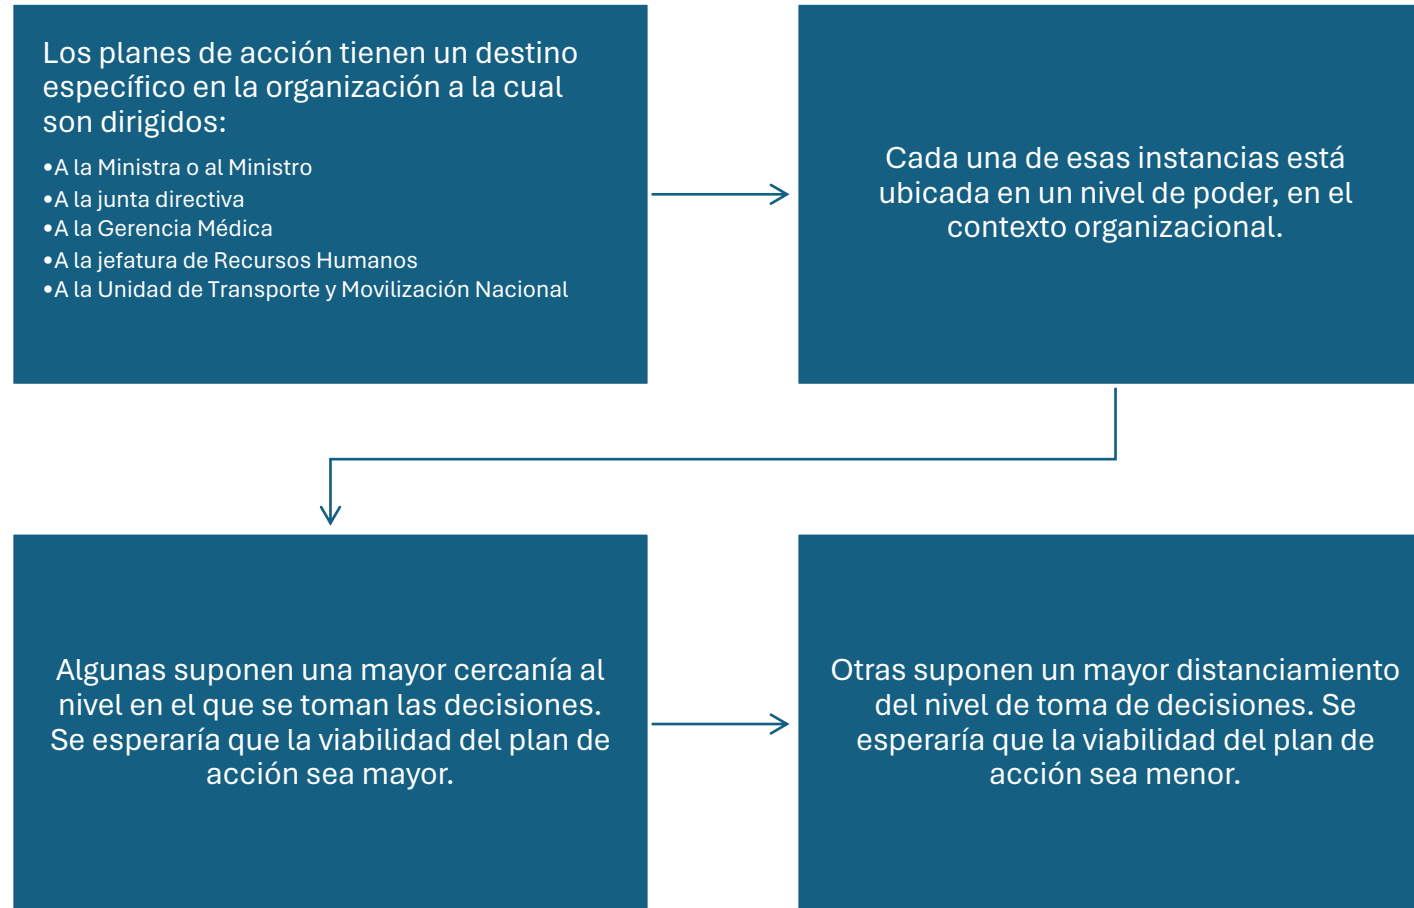 Los planes de acción tienen un destino
específico en la organización a la cual
son dirigidos:
•A la Ministra o al Ministro
•A la junta directiva
•A la Gerencia Médica
•A la jefatura de Recursos Humanos
•A la Unidad de Transporte y Movilización Nacional
Cada una de esas instancias está
ubicada en un nivel de poder, en el
contexto organizacional.
Algunas suponen una mayor cercanía al
nivel en el que se toman las decisiones.
Se esperaría que la viabilidad del plan de
acción sea mayor.
Otras suponen un mayor distanciamiento
del nivel de toma de decisiones. Se
esperaría que la viabilidad del plan de
acción sea menor.